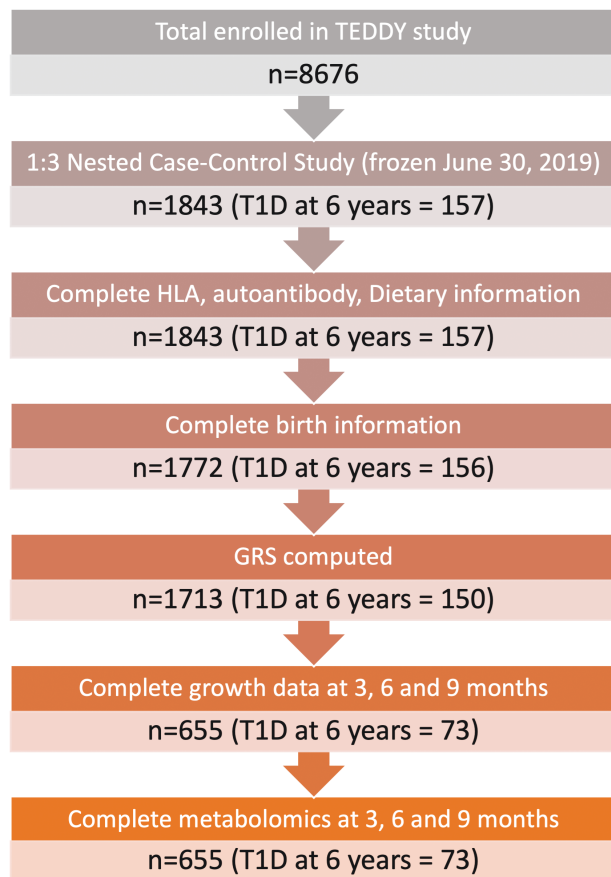 Total enrolled in TEDDY study
n=8676
1:3 Nested Case-Control Study (frozen June 30, 2019)
n=1843 (T1D at 6 years = 157)
Complete HLA, autoantibody, Dietary information
n=1843 (T1D at 6 years = 157)
Complete birth information
n=1772 (T1D at 6 years = 156)
GRS computed
n=1713 (T1D at 6 years = 150)
Complete growth data at 3, 6 and 9 months
n=655 (T1D at 6 years = 73)
Complete metabolomics at 3, 6 and 9 months
n=655 (T1D at 6 years = 73)